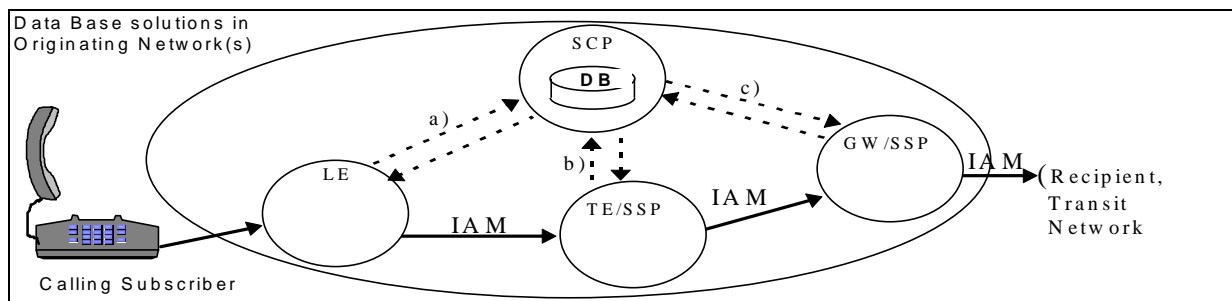 Data Base solutions in
Originating Network(s)
SCP
DB
a)
c)
b)
LE
GW/SSP
TE/SSP
IAM
IAM
IAM
(Recipient,
Transit
Network
Calling Subscriber